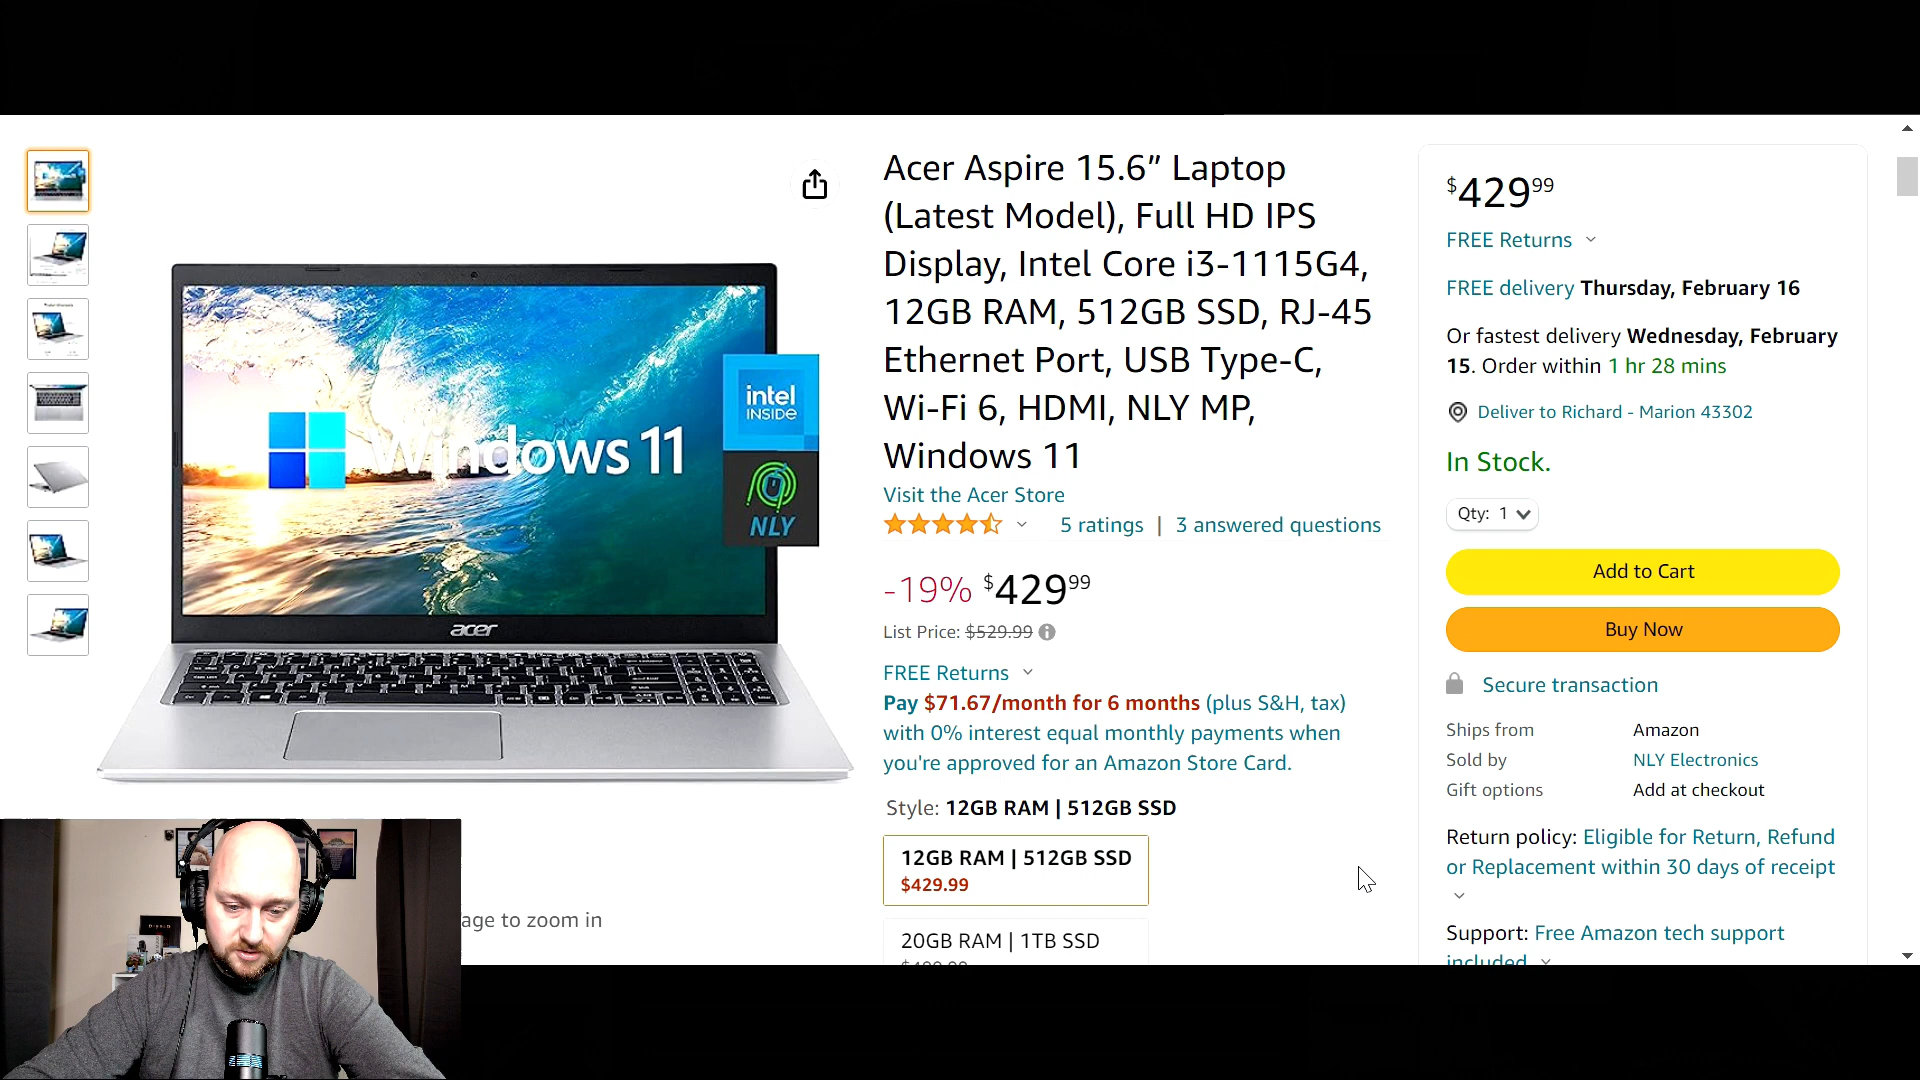 Acer Aspire 15.6” Laptop
(Latest Model), Full HD IPS
Display, Intel Core i3-1115G4,
12GB RAM, 512GB SSD, RJ-45
Ethernet Port, USB Type-C,
Wi-Fi 6, HDMI, NLY MP,
Windows 11
Visit the Acer Store
5 ratings | 3 answered questions
-19% $429 99
List Price: $529.99
FREE Returns
Pay $71.67/month for 6 months (plus S&H, tax)
with 0% interest equal monthly payments when
you're approved for an Amazon Store Card.
Style: 12GB RAM | 512GB SSD
12GB RAM | 512GB SSD
$429.99
20GB RAM | 1TB SSD
intel
INSIDE
Windows 11
NLY
acer
age to zoom in
$429 99
FREE Returns
FREE delivery Thursday, February 16
Or fastest delivery Wednesday, February
15. Order within 1 hr 28 mins
Deliver to Richard - Marion 43302
In Stock.
Qty: 1
Add to Cart
Buy Now
Secure transaction
Ships from Amazon
Sold by NLY Electronics
Gift options Add at checkout
Return policy: Eligible for Return, Refund
or Replacement within 30 days of receipt
Support: Free Amazon tech support
included